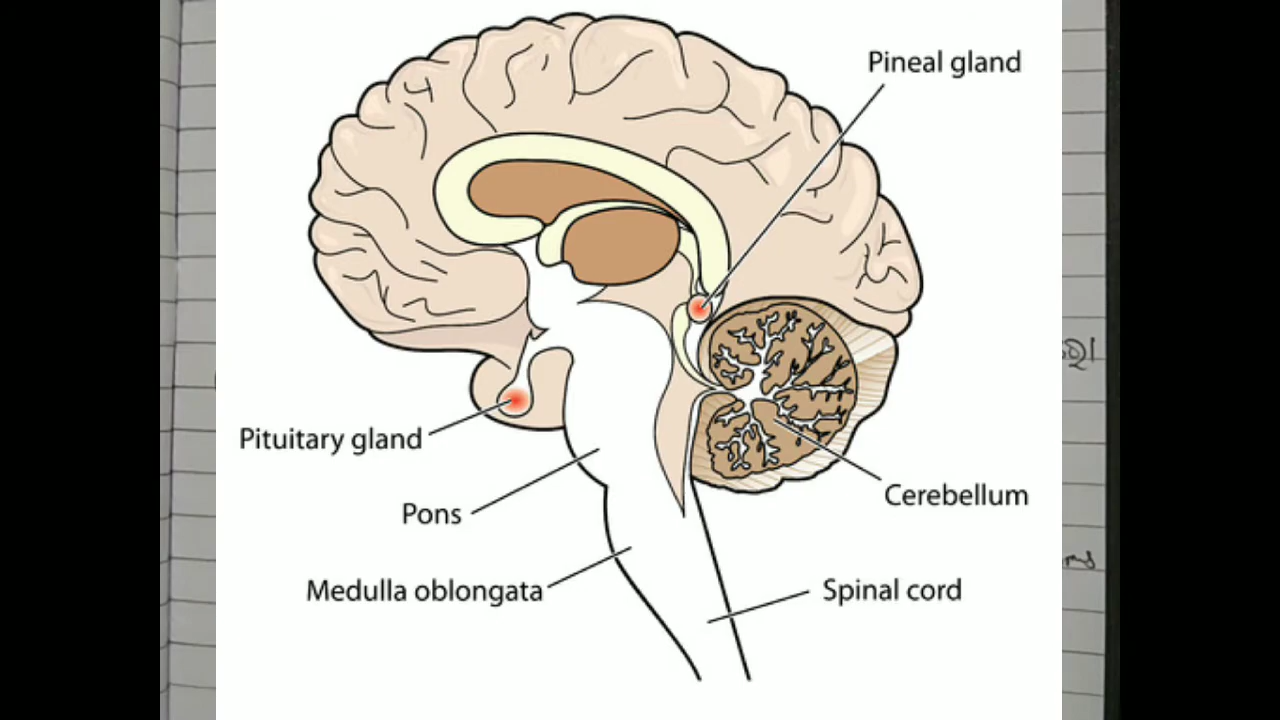 Pineal gland
Pituitary gland
Cerebellum
Pons
Medulla oblongata
Spinal cord